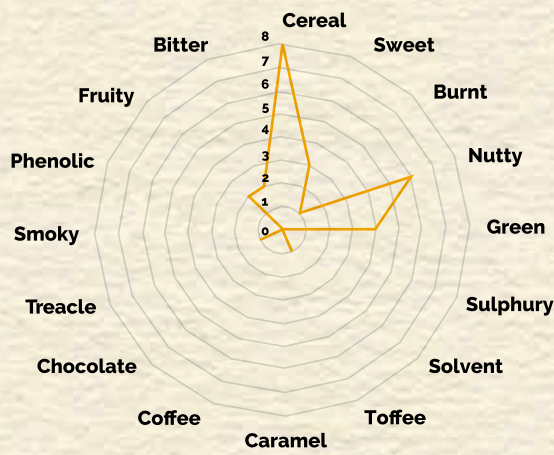 Cereal
Sweet
Burnt
Nutty
Green
Sulphury
Solvent
Toffee
Caramel
Coffee
Chocolate
Treacle
Smoky
Phenolic
Fruity
Bitter
8
7
6
5
4
3
2
1
0